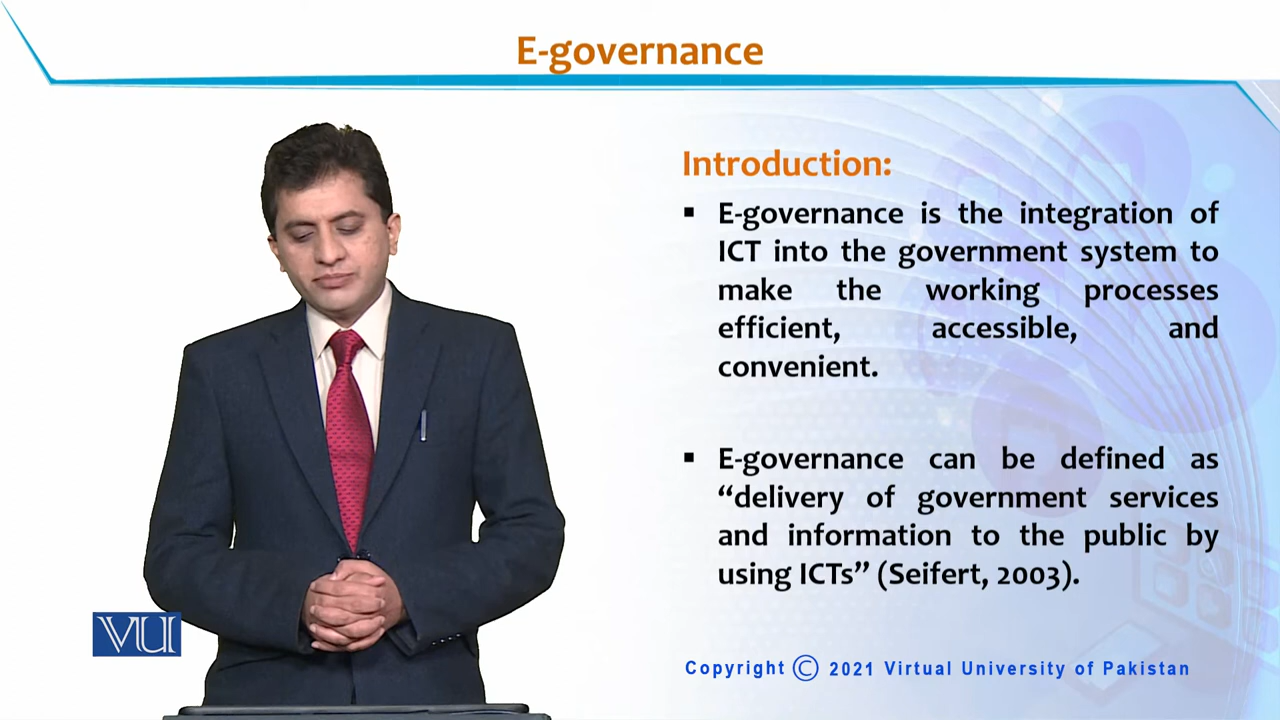 E-governance
Introduction:
▪ E-governance is the integration of
ICT into the government system to
make the working processes
efficient, accessible, and
convenient.
▪ E-governance can be defined as
“delivery of government services
and information to the public by
using ICTs” (Seifert, 2003).
VU
Copyright © 2021 Virtual University of Pakistan